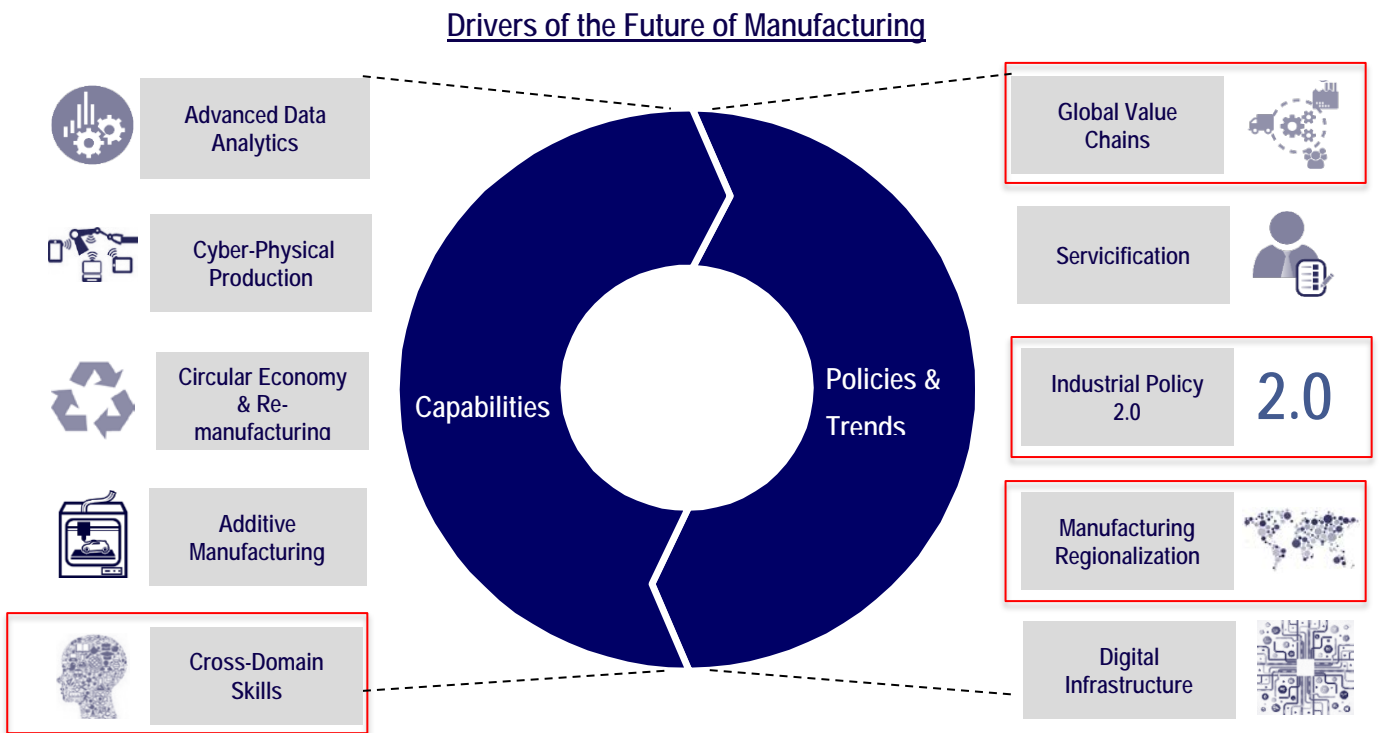 Drivers of the Future of Manufacturing
Advanced Data
Analytics
Cyber-Physical
Production
Circular Economy
& Re-
manufacturing
Additive
Manufacturing
Cross-Domain
Skills
Capabilities
Policies &
Trends
Global Value
Chains
Servicification
Industrial Policy
2.0
2.0
Manufacturing
Regionalization
Digital
Infrastructure